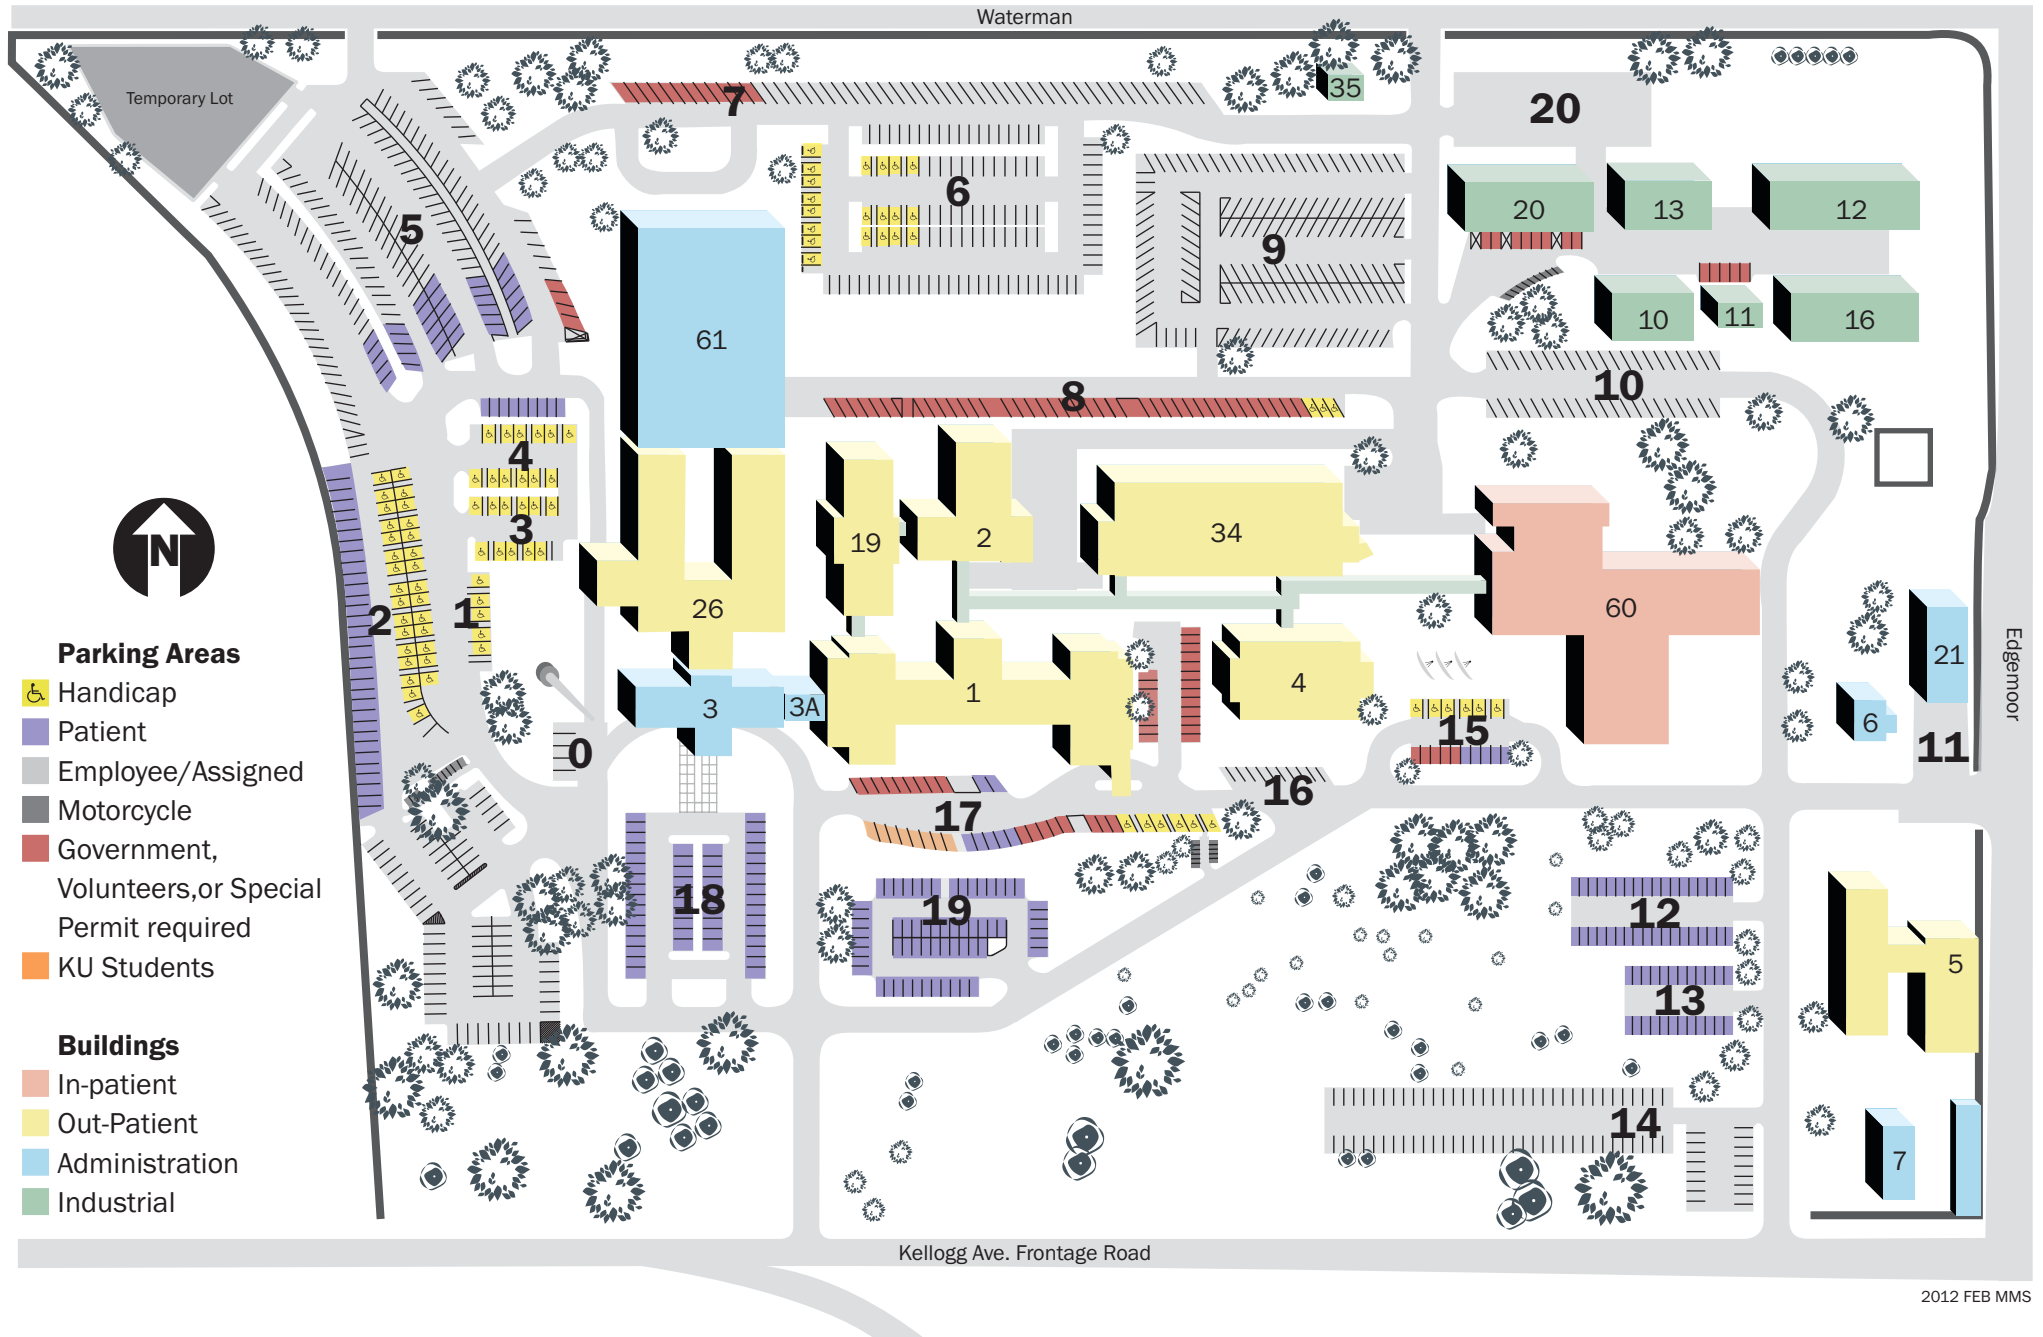 Waterman
Temporary Lot
7
35
20
5
6
9
20
13
12
61
10
11
16
8
10
4
3
19
2
34
N
2
1
26
60
Edgemoor
21
3
3A
1
4
6
11
0
15
16
17
18
19
12
13
5
14
7
Parking Areas
Handicap
Patient
Employee/Assigned
Motorcycle
Government,
Volunteers,or Special
Permit required
KU Students
Buildings
In-patient
Out-Patient
Administration
Industrial
Kellogg Ave. Frontage Road
2012 FEB MMS